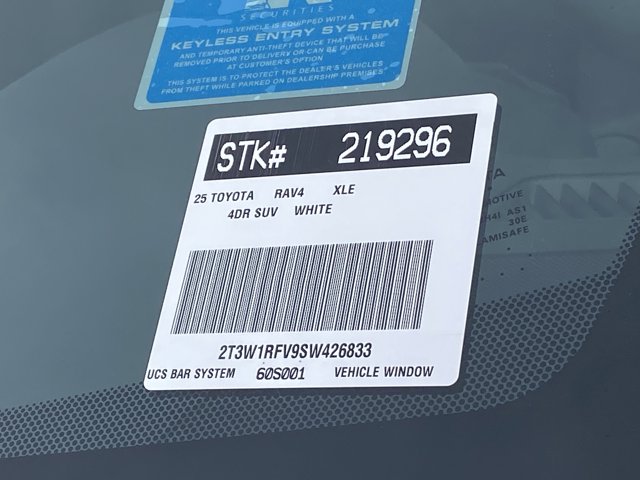 SECURITIES
THIS VEHICLE IS EQUIPPED WITH A
KEYLESS ENTRY SYSTEM
AND TEMPORARY ANTI-THEFT DEVICE THAT WILL BE
REMOVED PRIOR TO DELIVERY OR CAN BE PURCHASE
AT CUSTOMER'S OPTION
THIS SYSTEM IS TO PROTECT THE DEALER'S VEHICLES
FROM THEFT WHILE PARKED ON DEALERSHIP PREMISES
STK# 219296
25 TOYOTA RAV4 XLE
4DR SUV WHITE
2T3W1RFV9SW426833
UCS BAR SYSTEM 60S001 VEHICLE WINDOW
AS1
30E